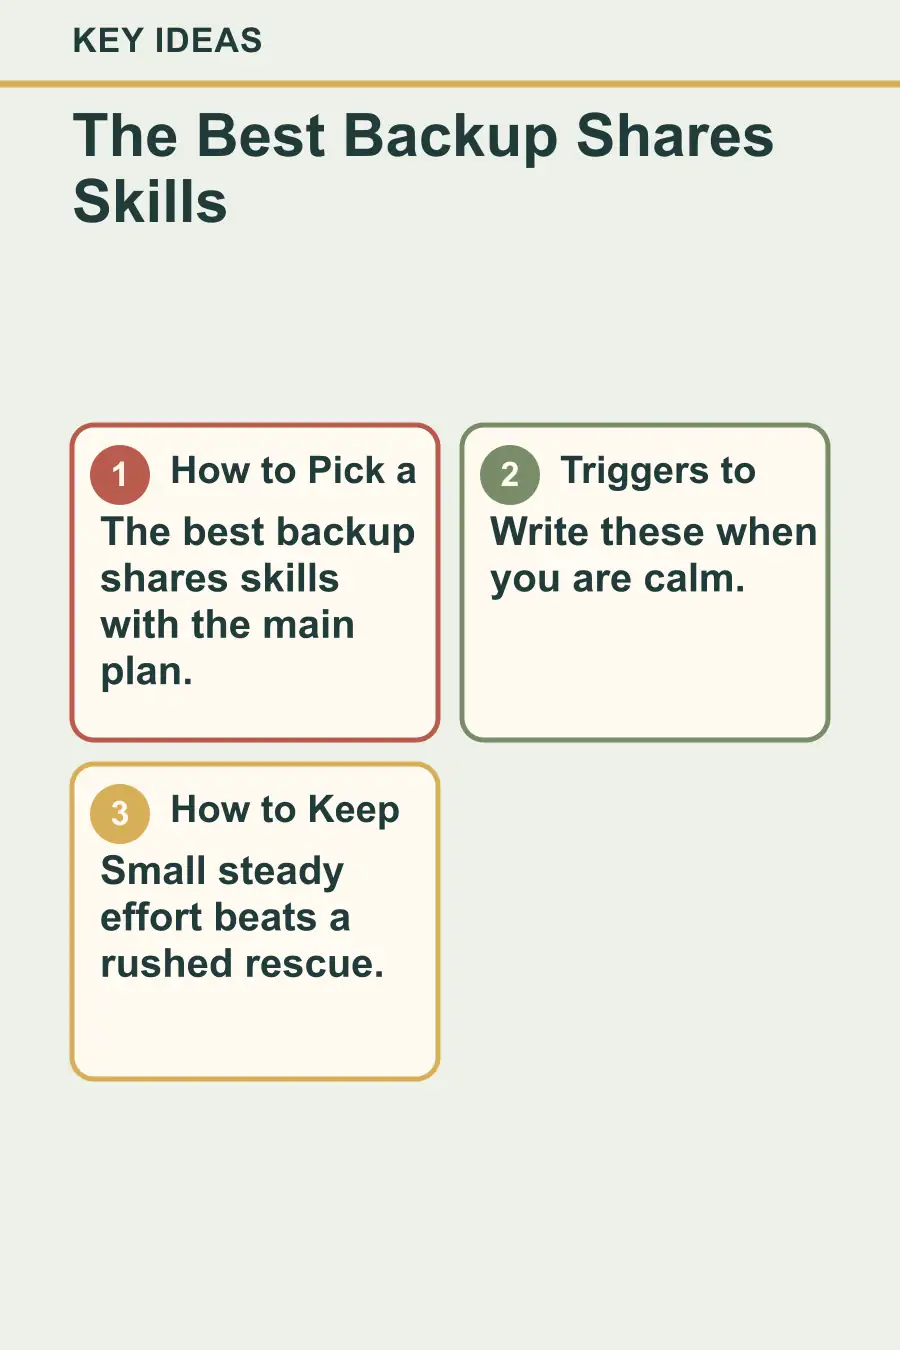 KEY IDEAS
The Best Backup Shares
Skills
1
How to Pick a
The best backup
shares skills
with the main
plan.
2
Triggers to
Write these when
you are calm.
3
How to Keep
Small steady
effort beats a
rushed rescue.